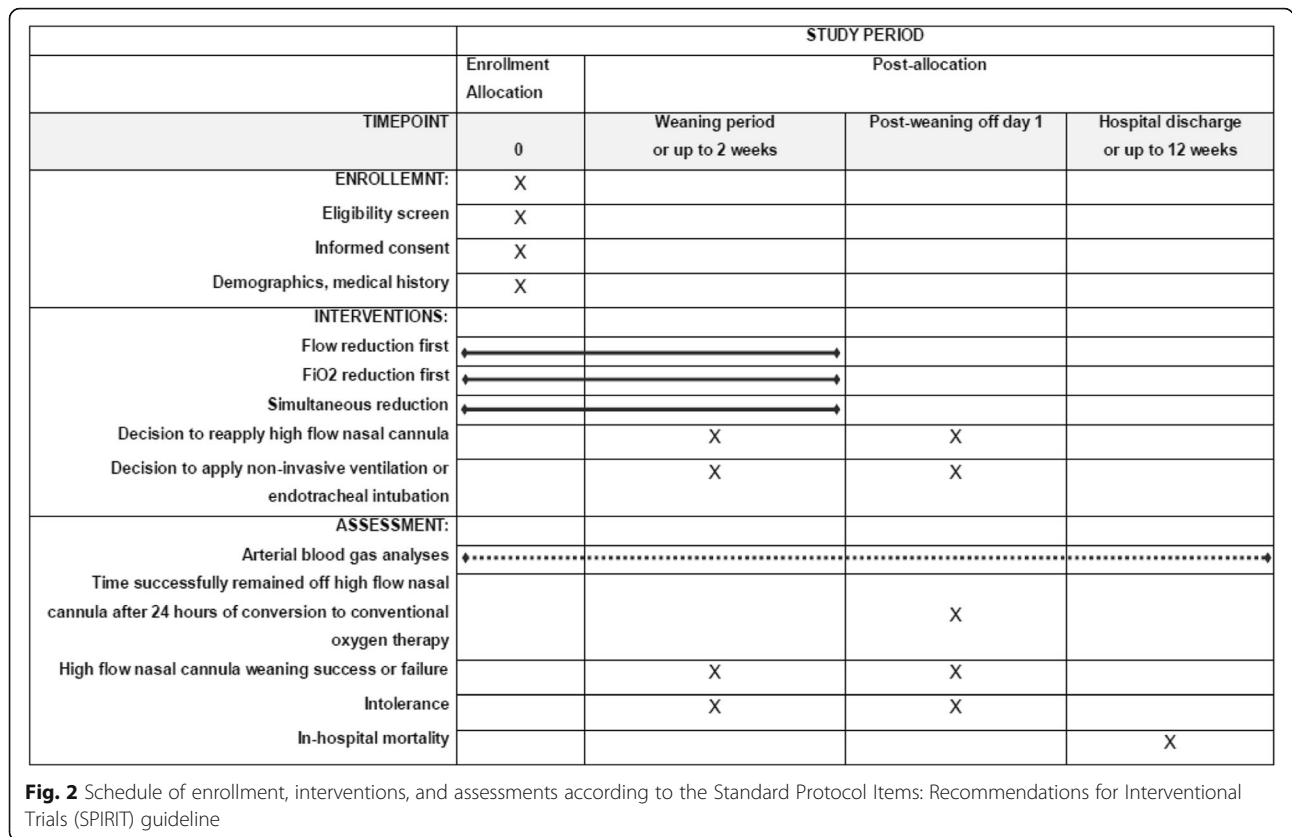 STUDY PERIOD
Enrollment
Allocation
Post-allocation
TIMEPOINT
0
Weaning period
or up to 2 weeks
Post-weaning off day 1
Hospital discharge
or up to 12 weeks
ENROLLEMNT:
X
Eligibility screen
X
Informed consent
X
Demographics, medical history
X
INTERVENTIONS:
Flow reduction first
FiO2 reduction first
Simultaneous reduction
Decision to reapply high flow nasal cannula
X
X
Decision to apply non-invasive ventilation or
endotracheal intubation
X
X
ASSESSMENT:
Arterial blood gas analyses
Time successfully remained off high flow nasal
cannula after 24 hours of conversion to conventional
oxygen therapy
X
High flow nasal cannula weaning success or failure
X
X
Intolerance
X
X
In-hospital mortality
X
Fig. 2 Schedule of enrollment, interventions, and assessments according to the Standard Protocol Items: Recommendations for Interventional
Trials (SPIRIT) guideline